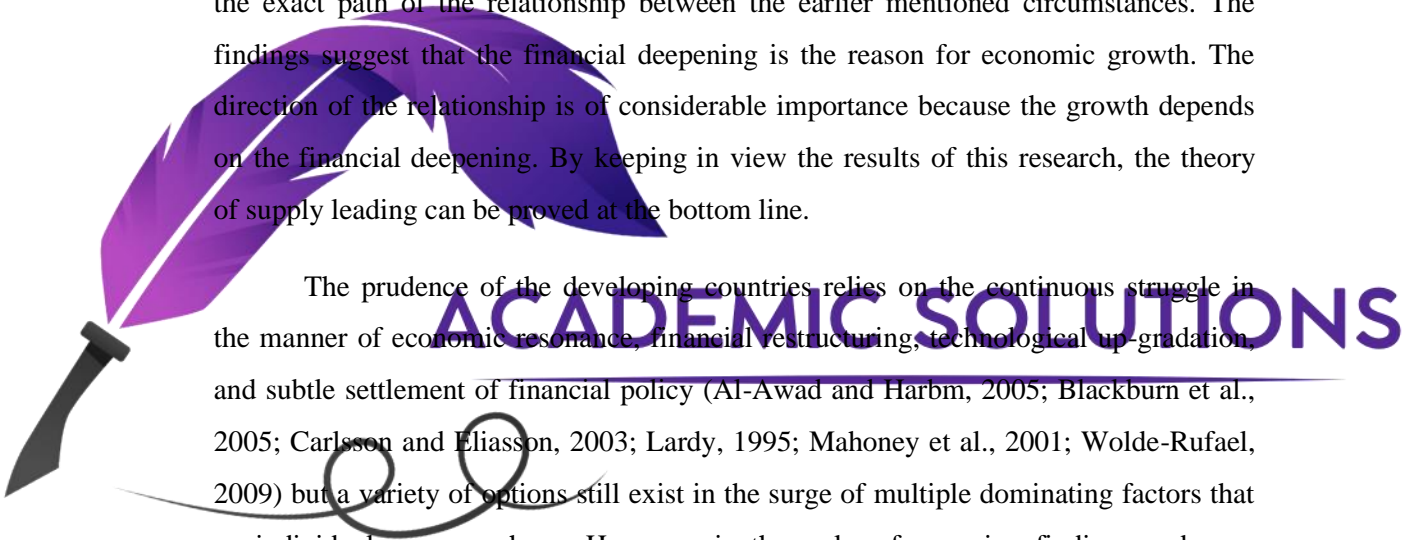 the exact path of the relationship between the earlier mentioned circumstances. The
findings suggest that the financial deepening is the reason for economic growth. The
direction of the relationship is of considerable importance because the growth depends
on the financial deepening. By keeping in view the results of this research, the theory
of supply leading can be proved at the bottom line.
The prudence of the developing countries relies on the continuous struggle in
ACADEMIC SOLUTIONS
the manner of economic resonance, financial restructuring, technological up-gradation,
and subtle settlement of financial policy (Al-Awad and Harbm, 2005; Blackburn et al.,
2005; Carlsson and Eliasson, 2003; Lardy, 1995; Mahoney et al., 2001; Wolde-Rufael,
2009) but a variety of options still exist in the surge of multiple dominating factors that